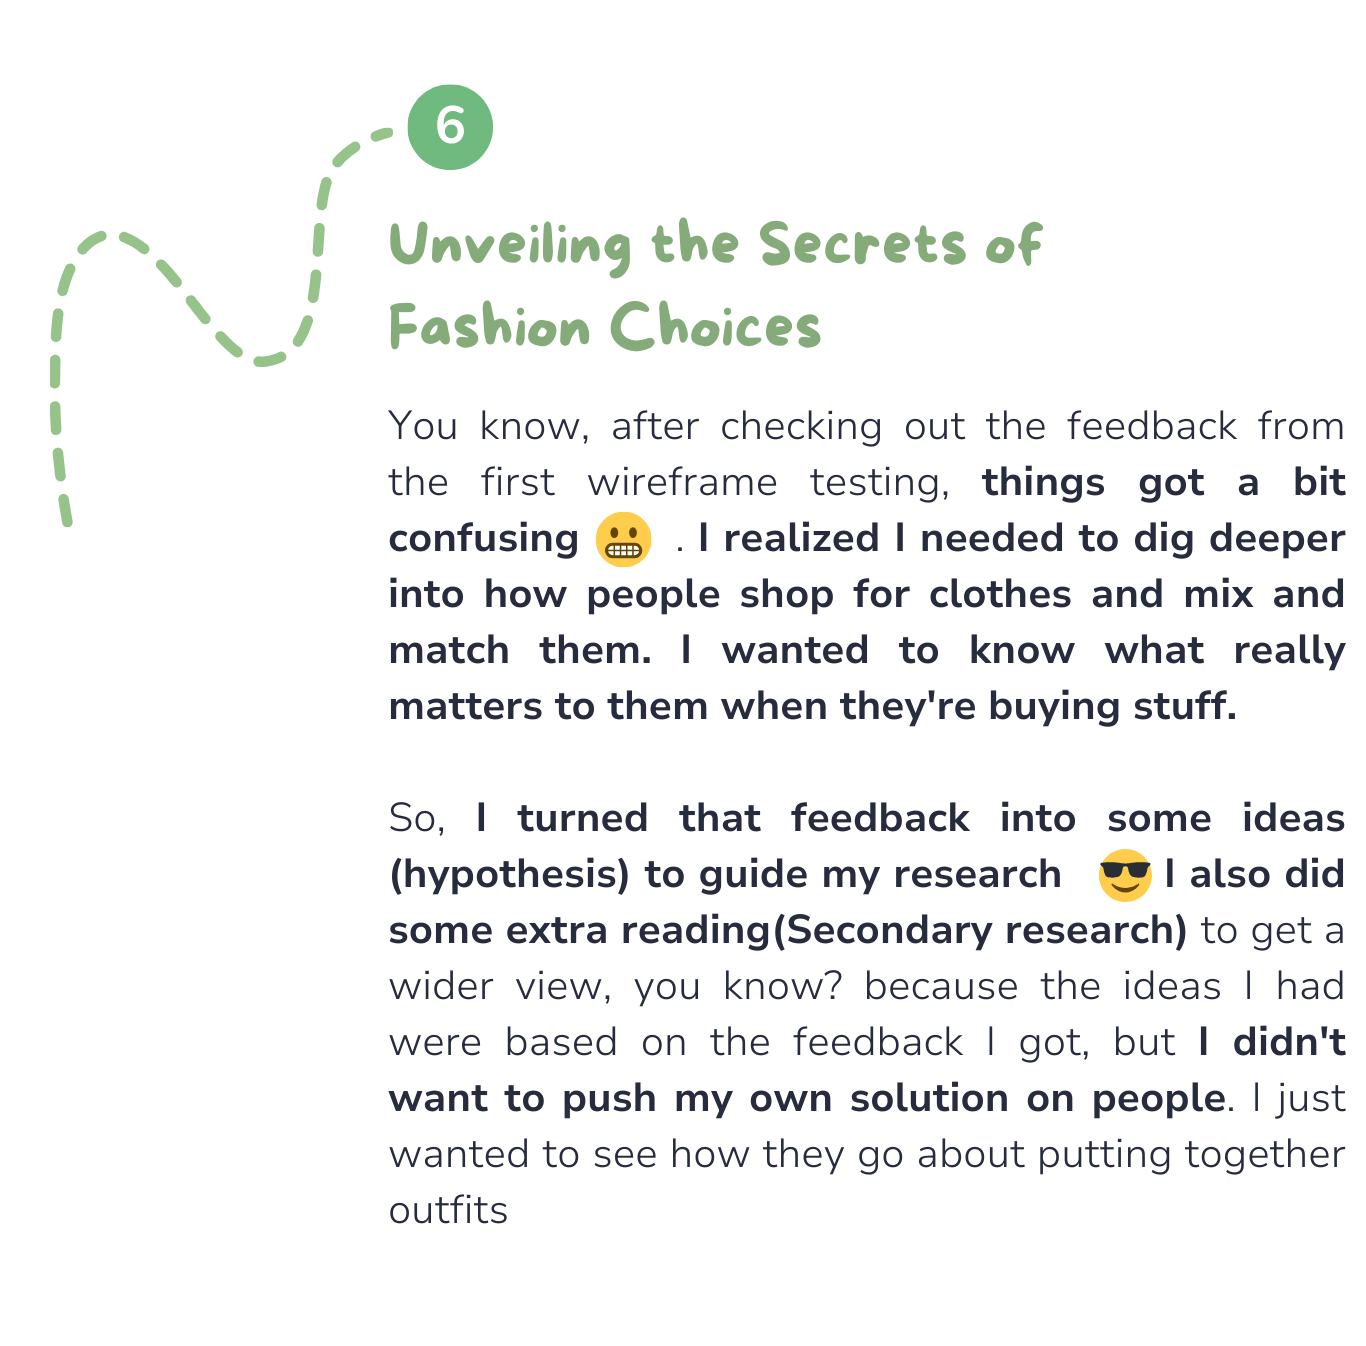 6
Unveiling the Secrets of
Fashion Choices
You know, after checking out the feedback from
the first wireframe testing, things got a bit
confusing 😬 . I realized I needed to dig deeper
into how people shop for clothes and mix and
match them. I wanted to know what really
matters to them when they're buying stuff.
So, I turned that feedback into some ideas
(hypothesis) to guide my research 😎 I also did
some extra reading(Secondary research) to get a
wider view, you know? because the ideas I had
were based on the feedback I got, but I didn't
want to push my own solution on people. I just
wanted to see how they go about putting together
outfits